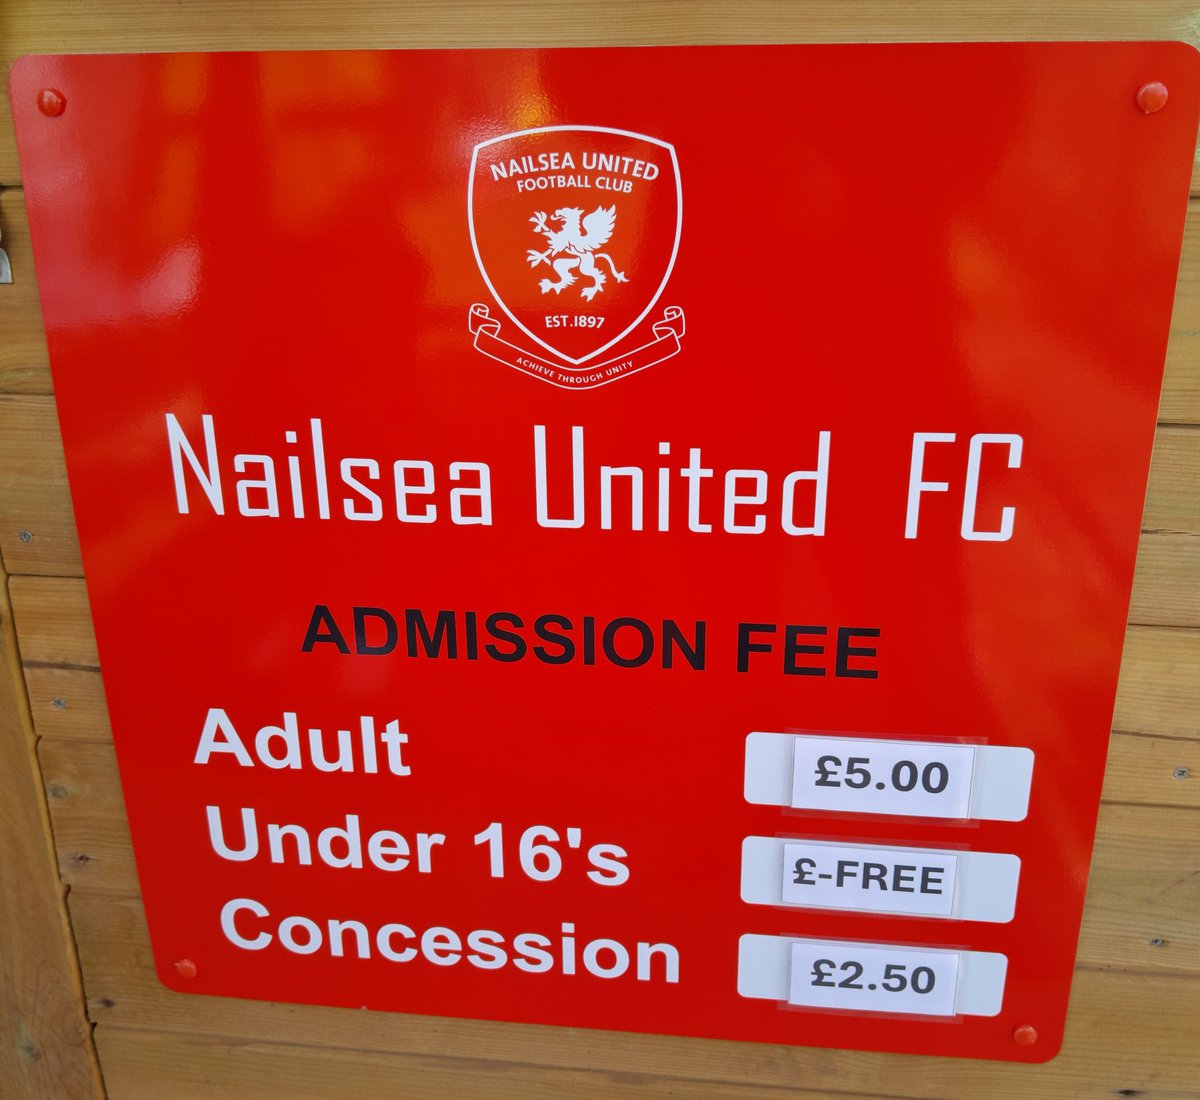 NAILSEA UNITED
FOOTBALL CLUB
EST.1897
ACHIEVE THROUGH UNITY
Nailsea United FC
ADMISSION FEE
Adult £5.00
Under 16's £-FREE
Concession £2.50